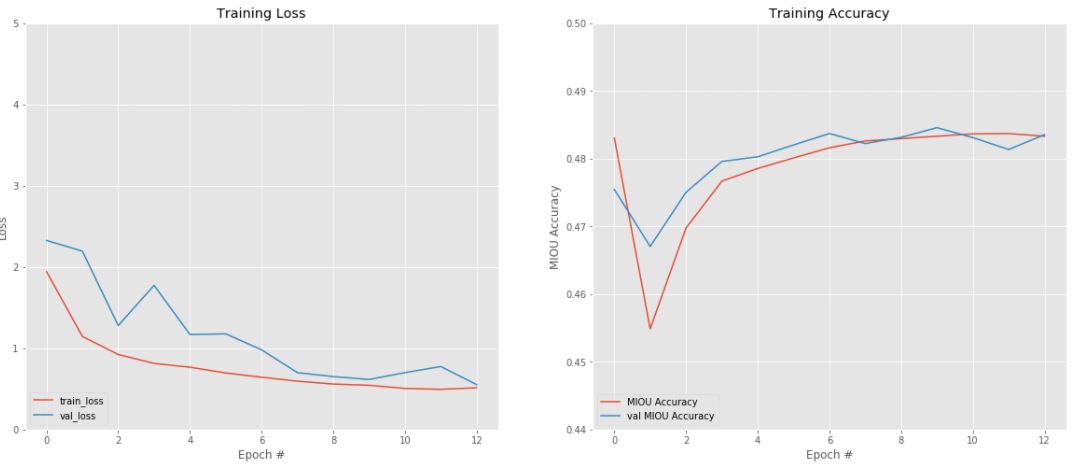 Training Loss
5
4
3
2
1
0
Loss
train_loss
val_loss
0 2 4 6 8 10 12
Epoch #
Training Accuracy
0.50
0.49
0.48
0.47
0.46
0.45
0.44
MIOU Accuracy
MIOU Accuracy
val MIOU Accuracy
0 2 4 6 8 10 12
Epoch #